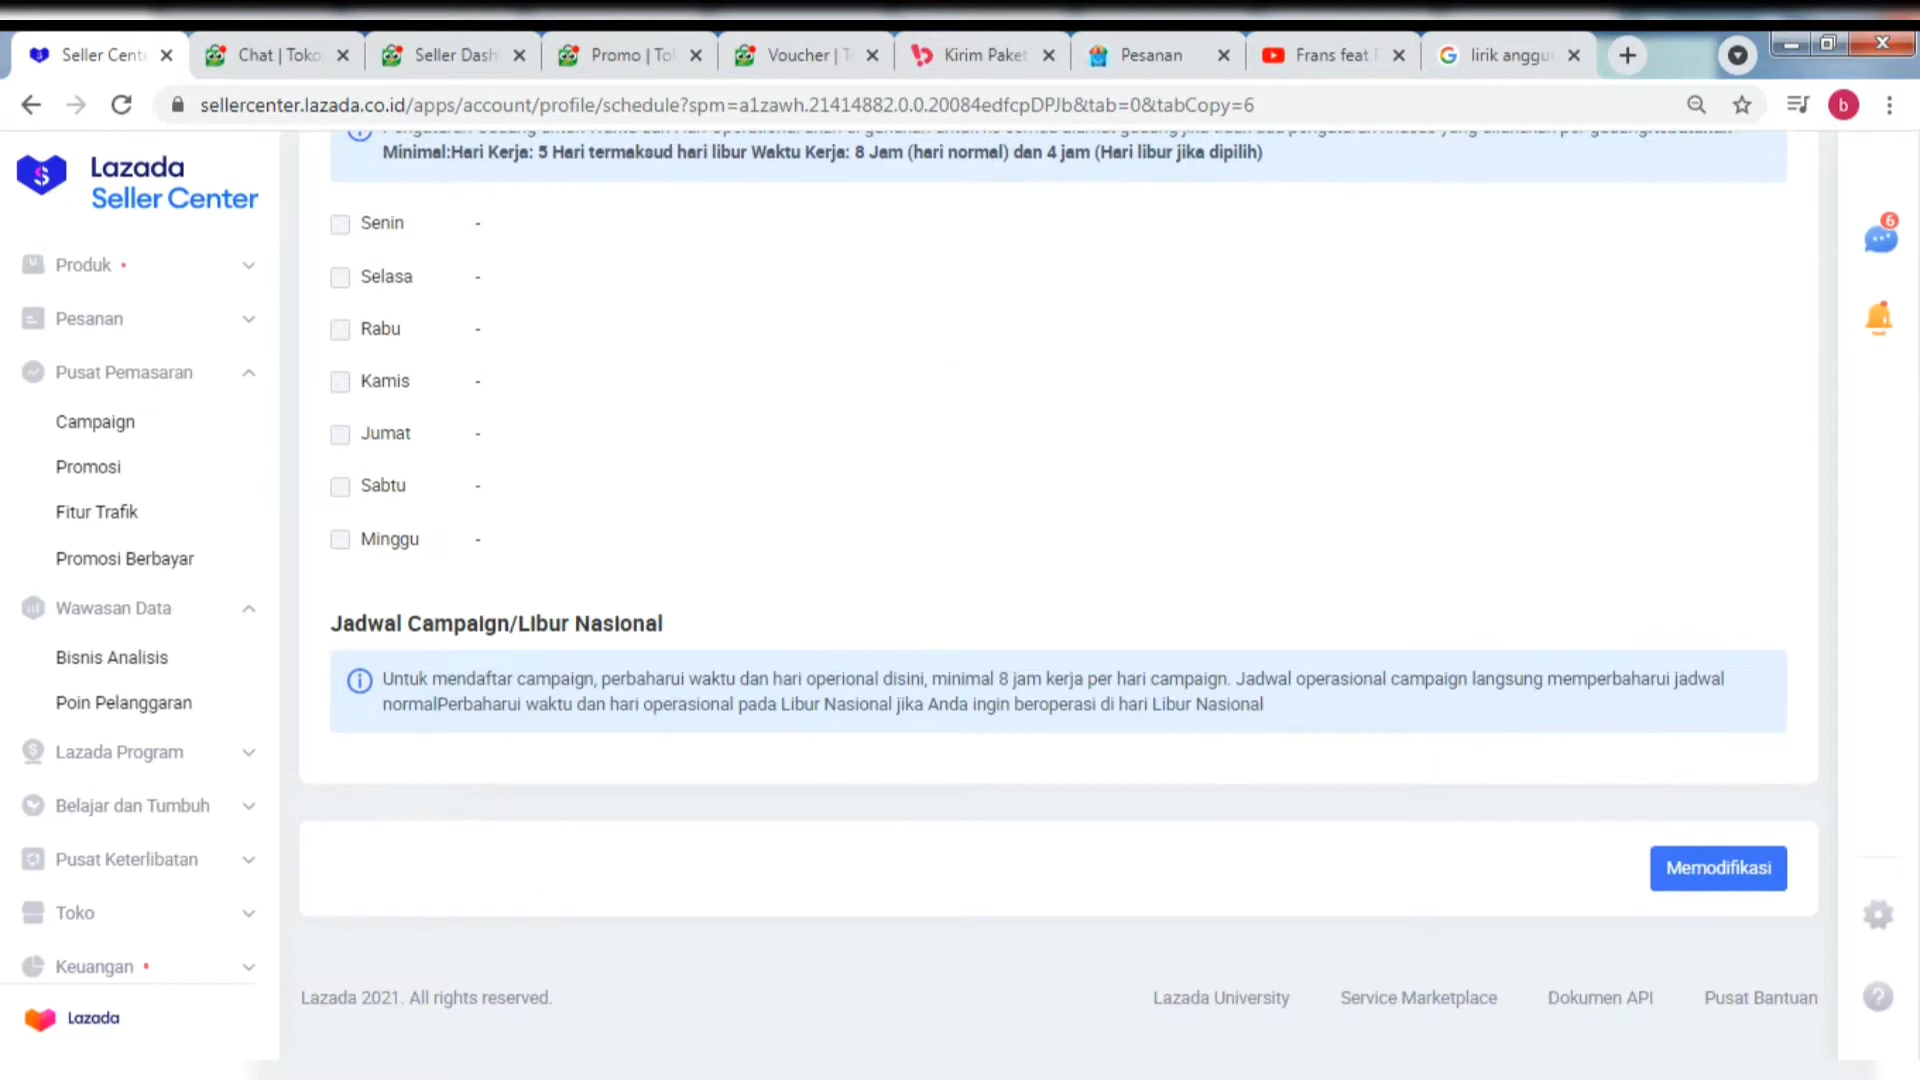 Seller Cent
Chat | Toko
Seller Dash
Promo | To
Voucher | T
Kirim Paket
Pesanan
Frans feat
lirik anggu
sellercenter.lazada.co.id/apps/account/profile/schedule?spm=a1zawh.21414882.0.0.20084edfcpDPJb&tab=0&tabCopy=6
b
Lazada
Seller Center
Produk
Pesanan
Pusat Pemasaran
Campaign
Promosi
Fitur Trafik
Promosi Berbayar
Wawasan Data
Bisnis Analisis
Poin Pelanggaran
Lazada Program
Belajar dan Tumbuh
Pusat Keterlibatan
Toko
Keuangan
Lazada
Minimal:Hari Kerja: 5 Hari termaksud hari libur Waktu Kerja: 8 Jam (hari normal) dan 4 jam (Hari libur jika dipilih)
Senin -
Selasa -
Rabu -
Kamis -
Jumat -
Sabtu -
Minggu -
Jadwal Campaign/Libur Nasional
Untuk mendaftar campaign, perbaharui waktu dan hari operional disini, minimal 8 jam kerja per hari campaign. Jadwal operasional campaign langsung memperbaharui jadwal
normalPerbaharui waktu dan hari operasional pada Libur Nasional jika Anda ingin beroperasi di hari Libur Nasional
Memodifikasi
Lazada 2021. All rights reserved.
Lazada University
Service Marketplace
Dokumen API
Pusat Bantuan
6